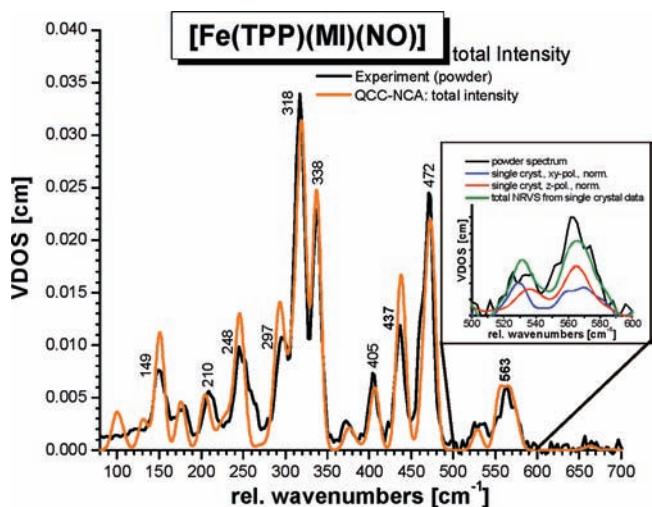 [Fe(TPP)(MI)(NO)]
total Intensity
Experiment (powder)
QCC-NCA: total intensity
0.040
0.035
0.030
0.025
0.020
0.015
0.010
0.005
0.000
VDOS [cm]
149
210
248
297
318
338
405
437
472
563
powder spectrum
single cryst., xy-pol., norm.
single cryst, z-pol., norm.
total NRVS from single crystal data
VDOS [cm]
500 520 540 560 580 600
rel. wavenumbers [cm-1]
100 150 200 250 300 350 400 450 500 550 600 650 700
rel. wavenumbers [cm-1]